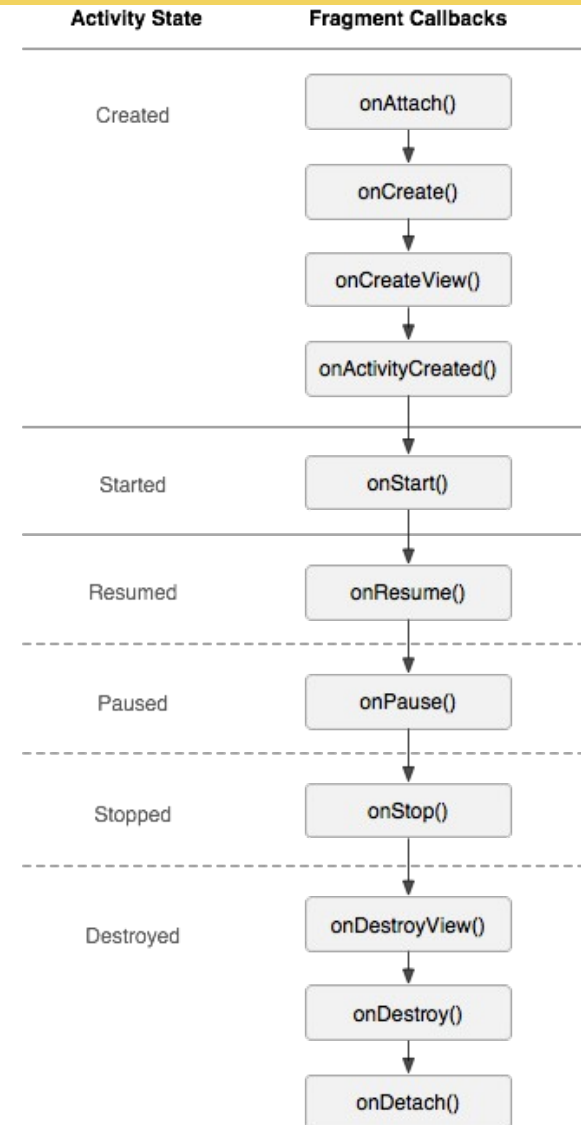 Activity State Fragment Callbacks
Created
onAttach()
onCreate()
onCreateView()
onActivityCreated()
Started onStart()
Resumed onResume()
Paused onPause()
Stopped onStop()
Destroyed onDestroyView()
onDestroy()
onDetach()